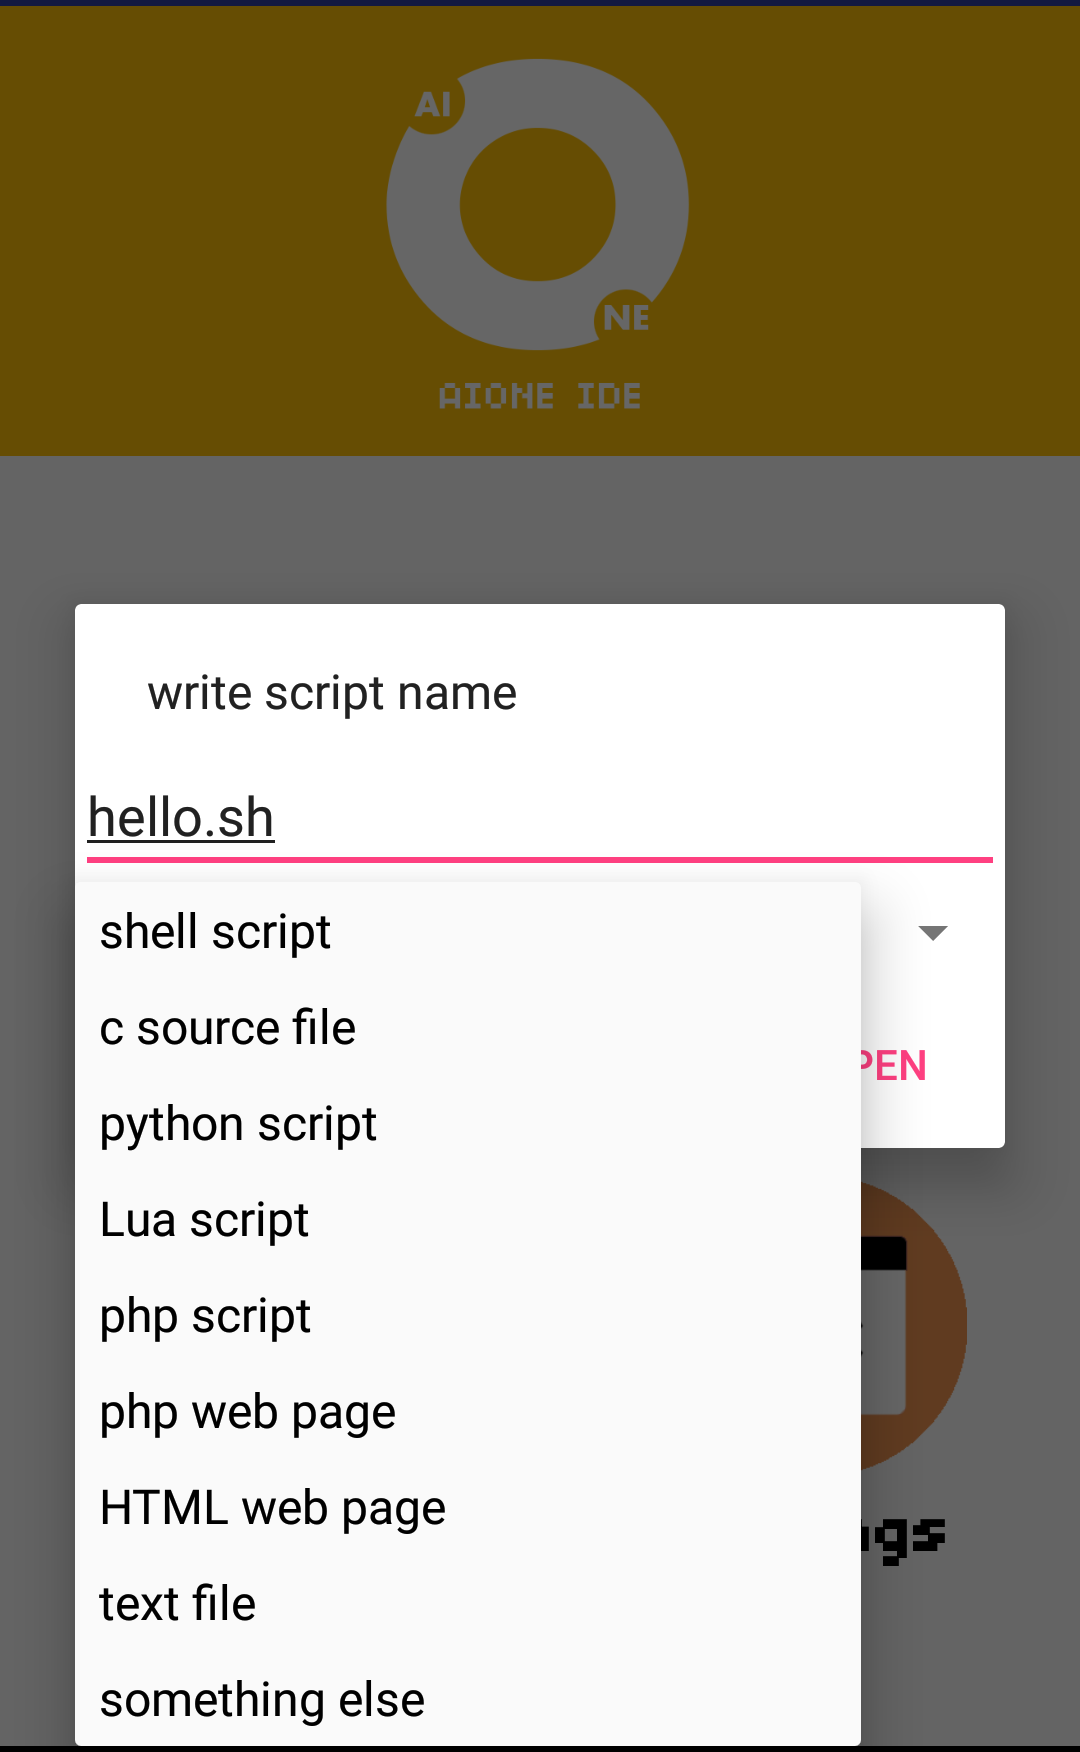 AI
NE
AIONE IDE
write script name
hello.sh
shell script
c source file
PEN
python script
Lua script
php script
php web page
HTML web page
ngs
text file
something else